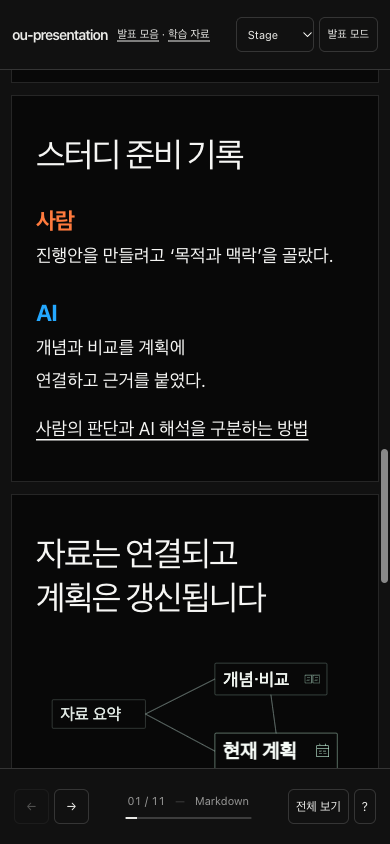 ou-presentation 발표 모음 · 학습 자료 Stage 발표 모드
스터디 준비 기록
사람
진행안을 만들려고 ‘목적과 맥락’을 골랐다.
AI
개념과 비교를 계획에
연결하고 근거를 붙였다.
사람의 판단과 AI 해석을 구분하는 방법
자료는 연결되고
계획은 갱신됩니다
개념·비교
자료 요약
현재 계획
← → 01 / 11 — Markdown 전체 보기 ?